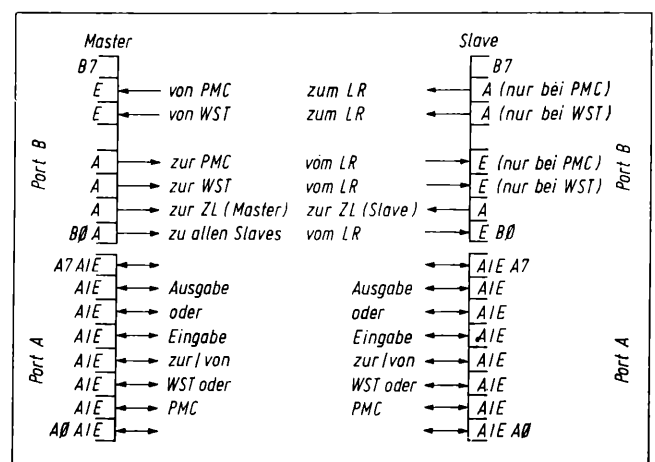 Master Slave
B7 B7
E von PMC zum LR A (nur bei PMC)
E von WST zum LR A (nur bei WST)
Port B Port B
A zur PMC vom LR E (nur bei PMC)
A zur WST vom LR E (nur bei WST)
A zur ZL (Master) zur ZL (Slave) A
BØ A zu allen Slaves vom LR E BØ
A7 A/E A/E A7
A/E Ausgabe Ausgabe A/E
A/E oder oder A/E
A/E Eingabe Eingabe A/E
Port A Port A
A/E zur/von zur/von A/E
A/E WST oder WST oder A/E
A/E PMC PMC A/E
AØ A/E A/E AØ